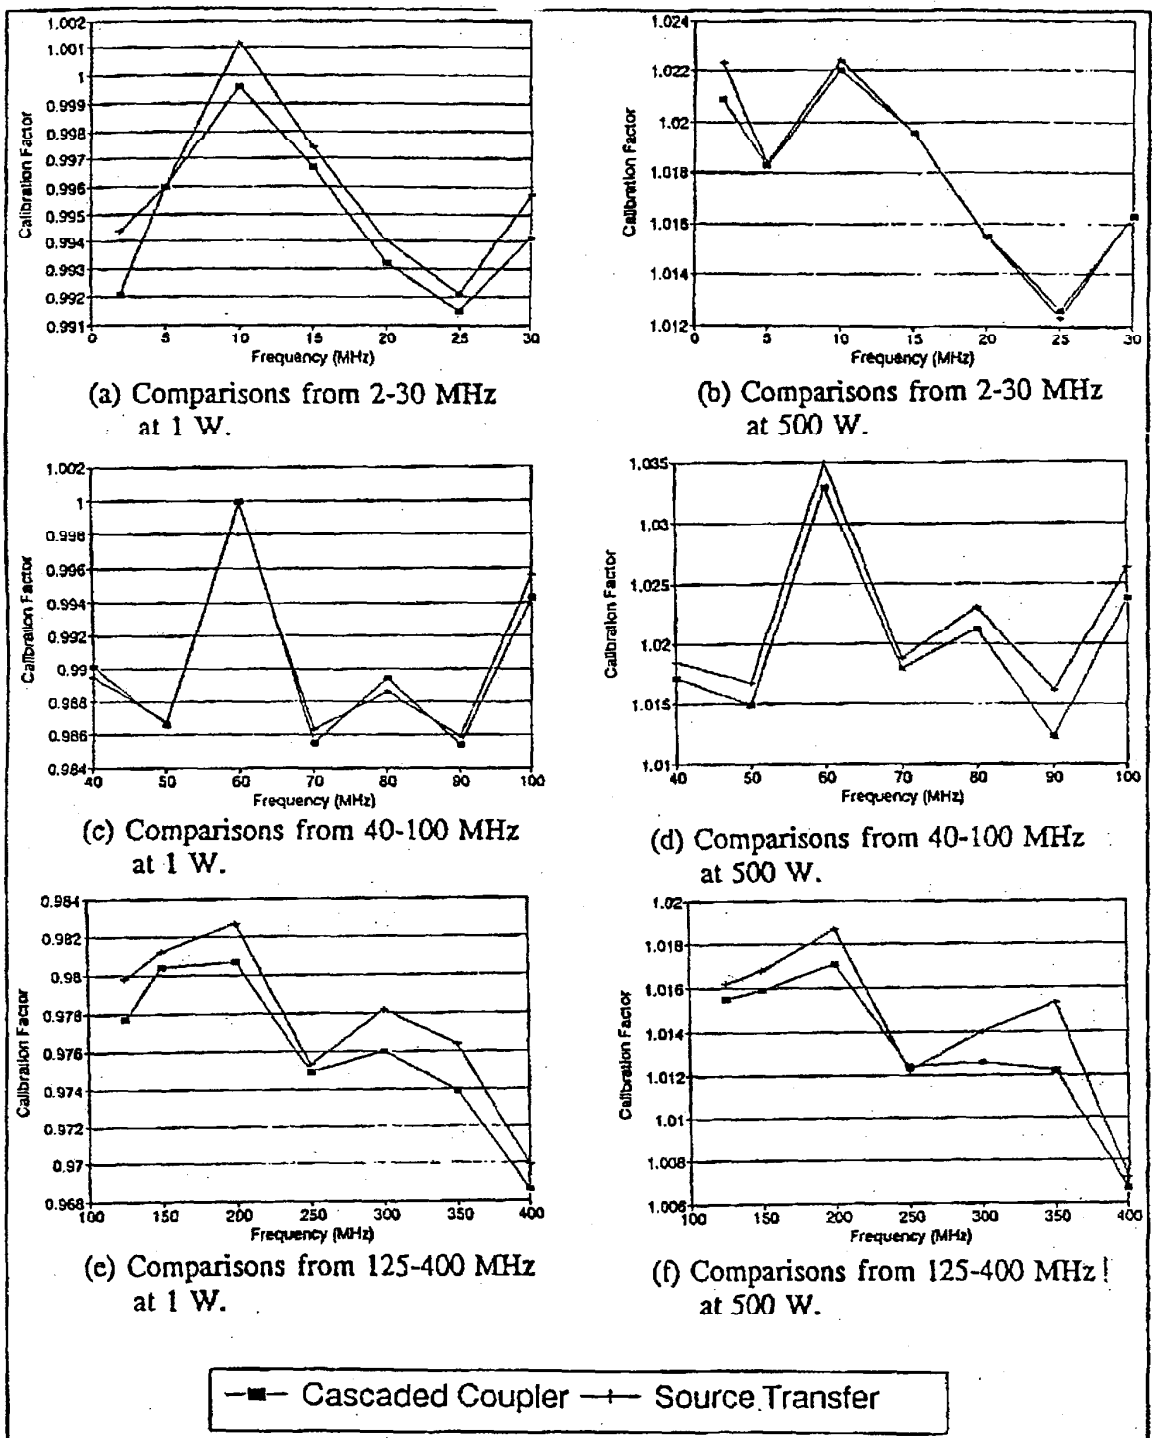 1.002
1.001
1
0.999
0.998
0.997
0.996
0.995
0.994
0.993
0.992
0.991
Calibration Factor
0 5 10 15 20 25 30
Frequency (MHz)
(a) Comparisons from 2-30 MHz
at 1 W.
1.024
1.022
1.02
1.018
1.016
1.014
1.012
Calibration Factor
0 5 10 15 20 25 30
Frequency (MHz)
(b) Comparisons from 2-30 MHz
at 500 W.
1.002
1
0.998
0.996
0.994
0.992
0.99
0.988
0.986
0.984
Calibration Factor
40 50 60 70 80 90 100
Frequency (MHz)
(c) Comparisons from 40-100 MHz
at 1 W.
1.035
1.03
1.025
1.02
1.015
1.01
Calibration Factor
40 50 60 70 80 90 100
Frequency (MHz)
(d) Comparisons from 40-100 MHz
at 500 W.
0.984
0.982
0.98
0.978
0.976
0.974
0.972
0.97
0.968
Calibration Factor
100 150 200 250 300 350 400
Frequency (MHz)
(e) Comparisons from 125-400 MHz
at 1 W.
1.02
1.018
1.016
1.014
1.012
1.01
1.008
1.006
Calibration Factor
100 150 200 250 300 350 400
Frequency (MHz)
(f) Comparisons from 125-400 MHz
at 500 W.
Cascaded Coupler Source Transfer